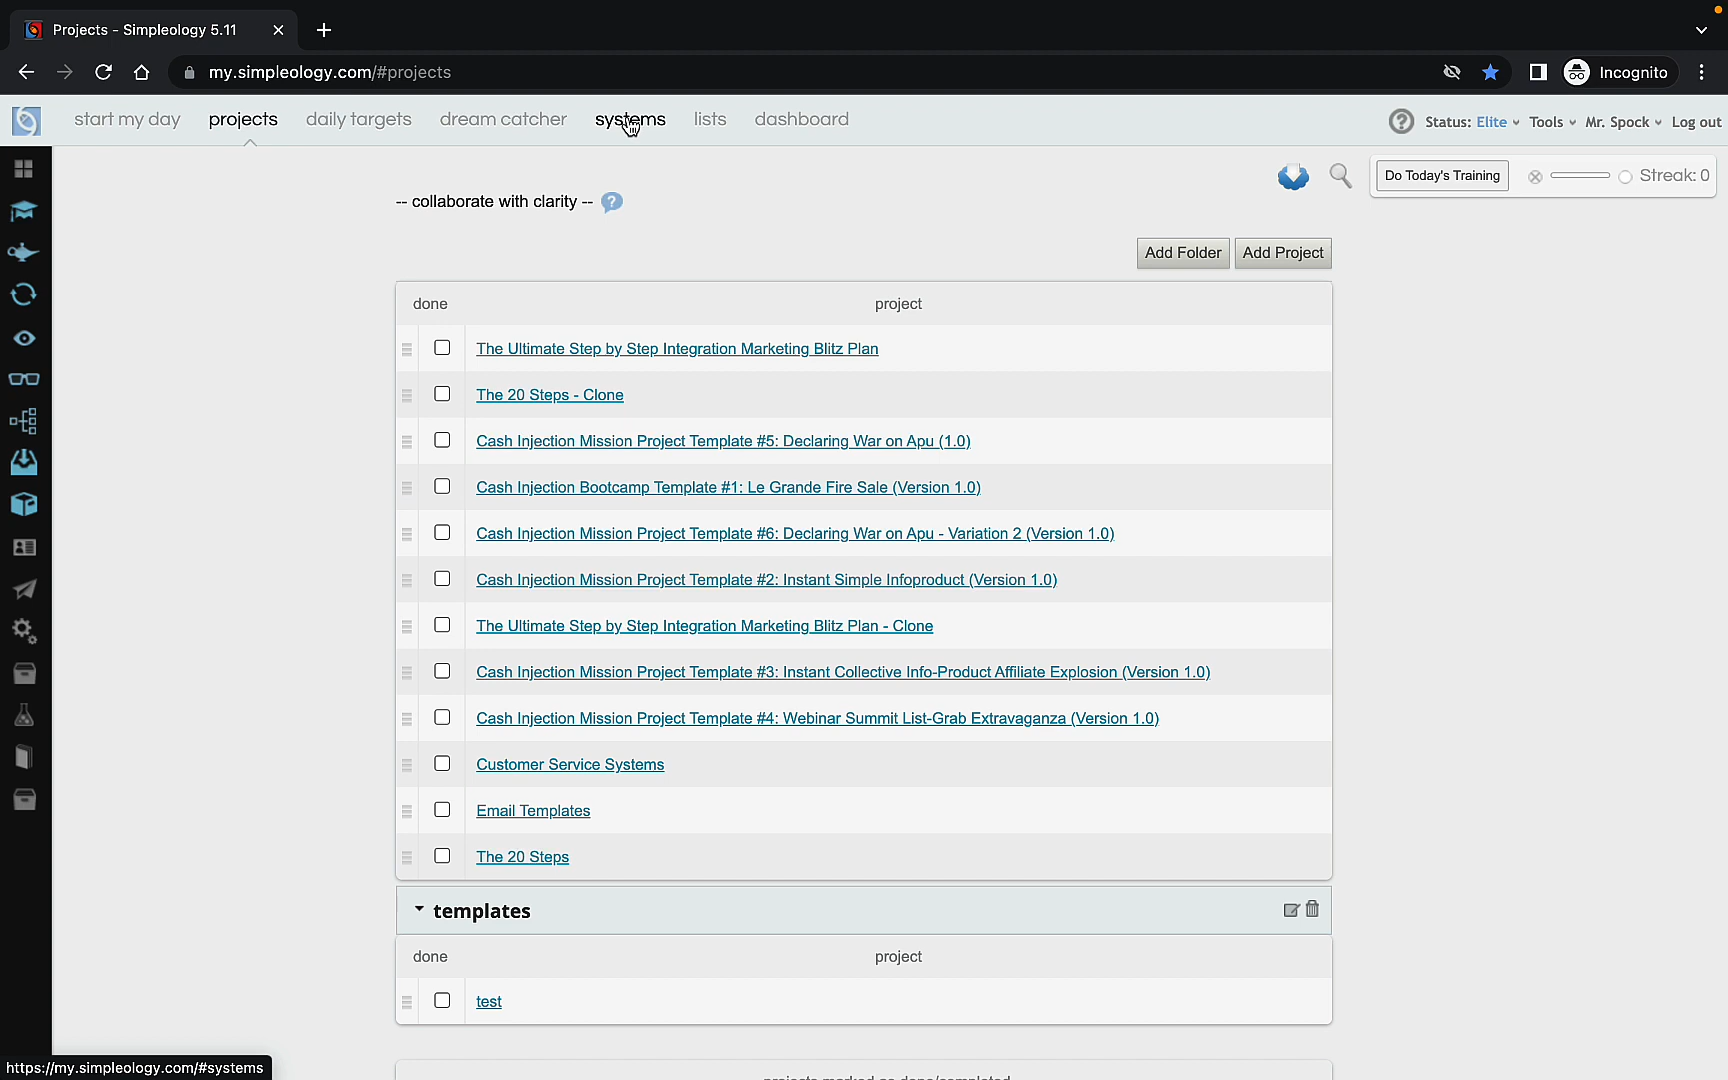 Projects - Simpleology 5.11
my.simpleology.com/#projects
Incognito
start my day projects daily targets dream catcher systems lists dashboard
Status: Elite Tools Mr. Spock Log out
Do Today's Training Streak: 0
-- collaborate with clarity -- ?
Add Folder Add Project
done project
The Ultimate Step by Step Integration Marketing Blitz Plan
The 20 Steps - Clone
Cash Injection Mission Project Template #5: Declaring War on Apu (1.0)
Cash Injection Bootcamp Template #1: Le Grande Fire Sale (Version 1.0)
Cash Injection Mission Project Template #6: Declaring War on Apu - Variation 2 (Version 1.0)
Cash Injection Mission Project Template #2: Instant Simple Infoproduct (Version 1.0)
The Ultimate Step by Step Integration Marketing Blitz Plan - Clone
Cash Injection Mission Project Template #3: Instant Collective Info-Product Affiliate Explosion (Version 1.0)
Cash Injection Mission Project Template #4: Webinar Summit List-Grab Extravaganza (Version 1.0)
Customer Service Systems
Email Templates
The 20 Steps
templates
done project
test
https://my.simpleology.com/#systems